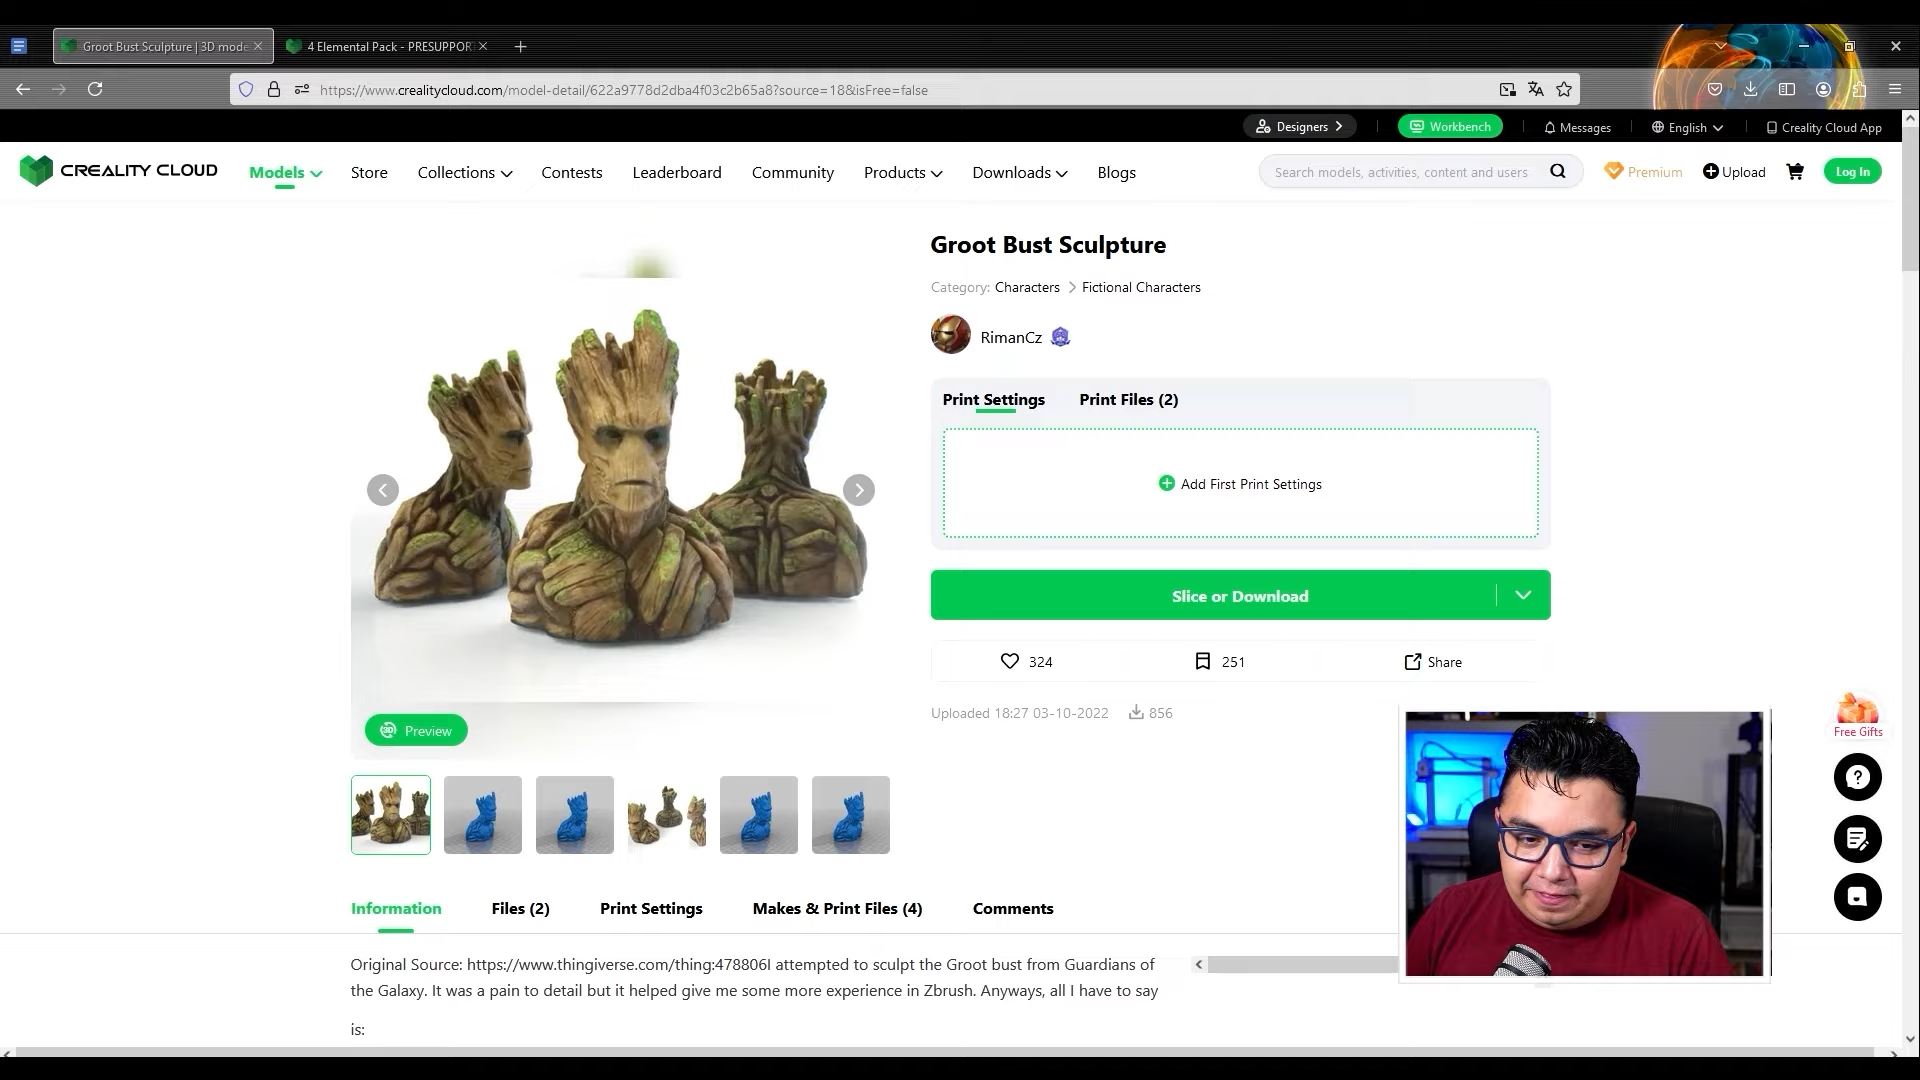 Groot Bust Sculpture | 3D mode
4 Elemental Pack - PRESUPPOR
https://www.crealitycloud.com/model-detail/622a9778d2dba4f03c2b65a8?source=18&isFree=false
Designers
Workbench
Messages
English
Creality Cloud App
CREALITY CLOUD
Models
Store
Collections
Contests
Leaderboard
Community
Products
Downloads
Blogs
Search models, activities, content and users
Premium
Upload
Log In
Groot Bust Sculpture
Category: Characters > Fictional Characters
RimanCz
Print Settings
Print Files (2)
Add First Print Settings
Slice or Download
324
251
Share
Uploaded 18:27 03-10-2022
856
3D Preview
Free Gifts
Information
Files (2)
Print Settings
Makes & Print Files (4)
Comments
Original Source: https://www.thingiverse.com/thing:478806I attempted to sculpt the Groot bust from Guardians of
the Galaxy. It was a pain to detail but it helped give me some more experience in Zbrush. Anyways, all I have to say
is: